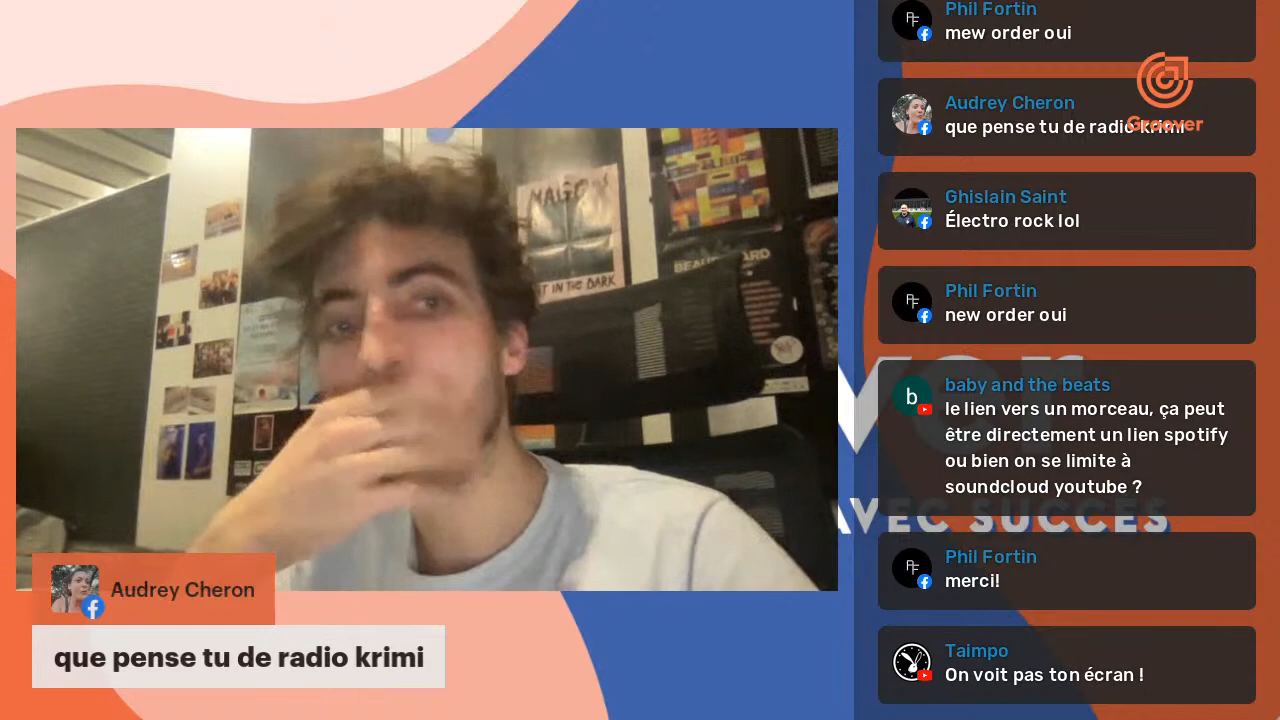 Phil Fortin
mew order oui
Audrey Cheron
que pense tu de radio krimi
Groover
Ghislain Saint
Électro rock lol
Phil Fortin
new order oui
baby and the beats
le lien vers un morceau, ça peut
être directement un lien spotify
ou bien on se limite à
soundcloud youtube ?
AVEC SUCCÈS
Phil Fortin
merci!
Taimpo
On voit pas ton écran !
IN THE DARK
Audrey Cheron
que pense tu de radio krimi